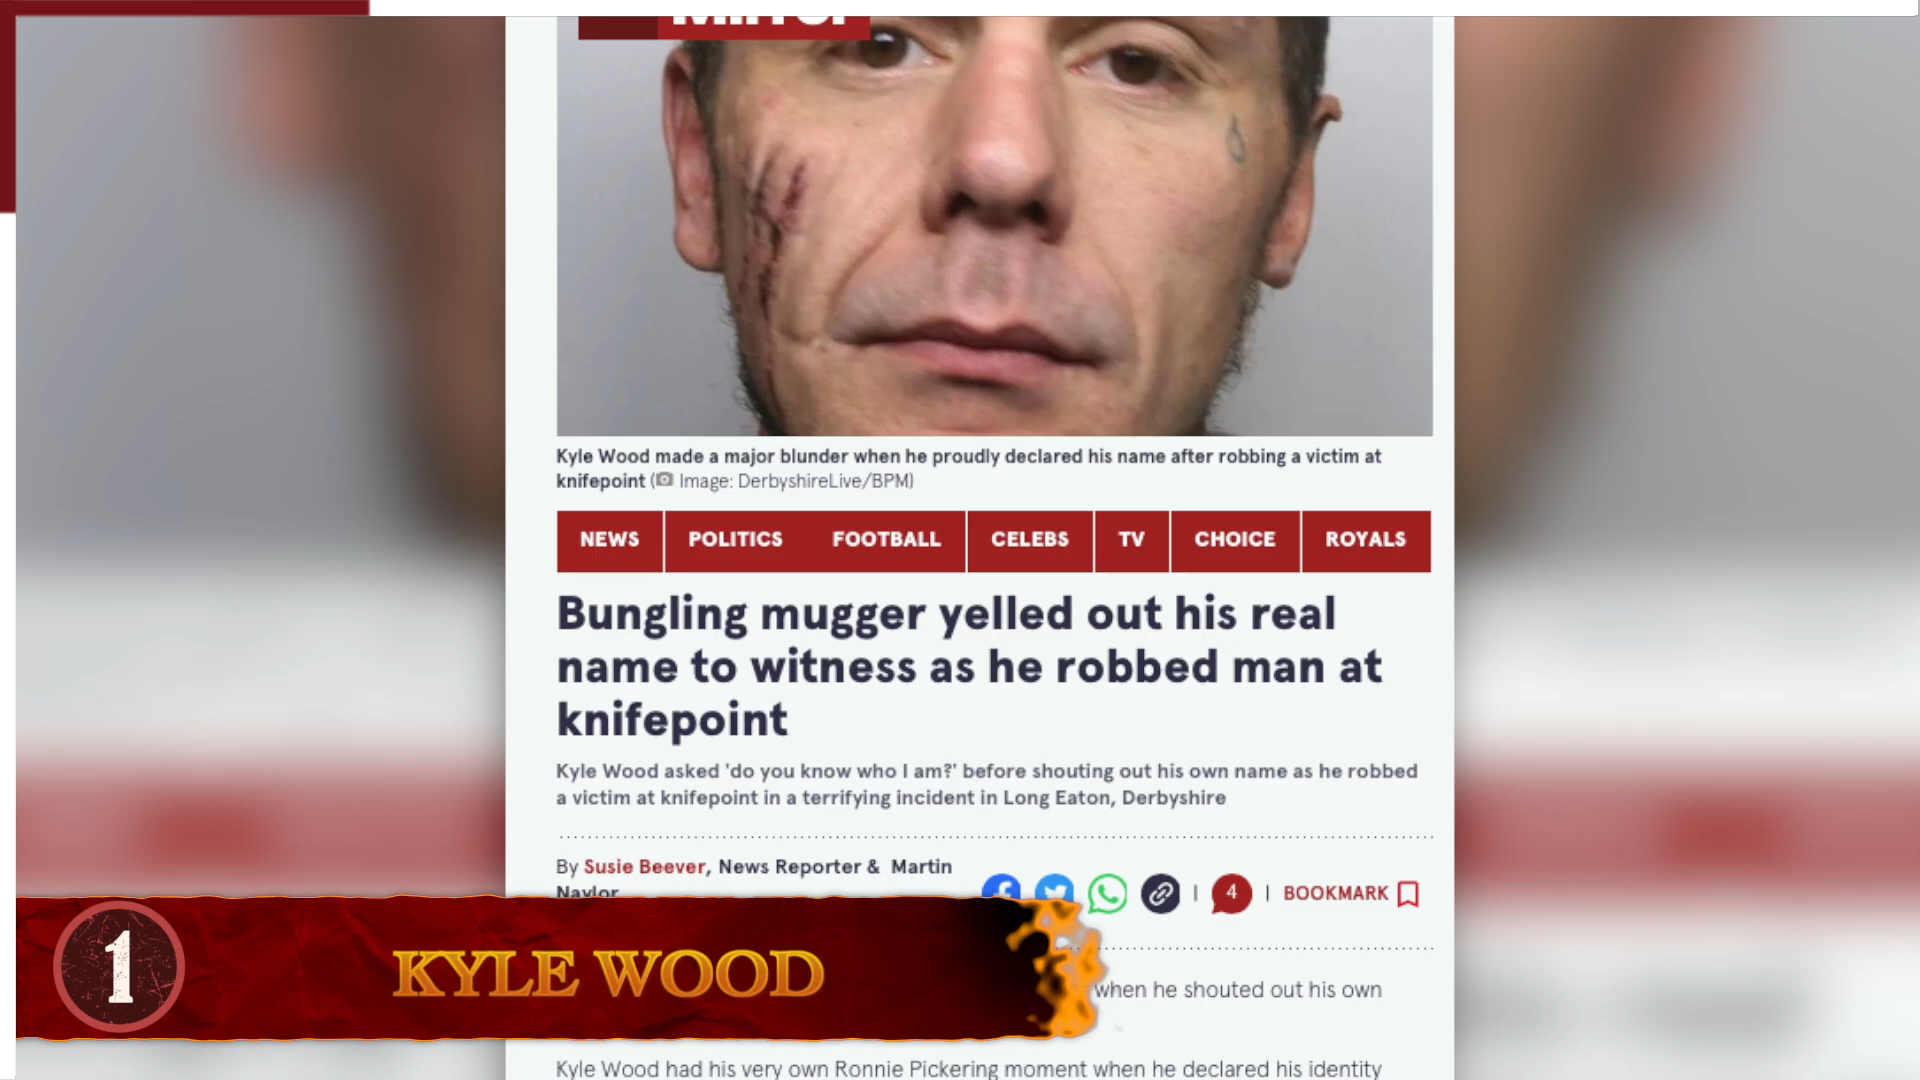 Mirror
Kyle Wood made a major blunder when he proudly declared his name after robbing a victim at
knifepoint ( Image: DerbyshireLive/BPM)
NEWS POLITICS FOOTBALL CELEBS TV CHOICE ROYALS
Bungling mugger yelled out his real
name to witness as he robbed man at
knifepoint
Kyle Wood asked 'do you know who I am?' before shouting out his own name as he robbed
a victim at knifepoint in a terrifying incident in Long Eaton, Derbyshire
By Susie Beever, News Reporter & Martin
Naylor
4 | BOOKMARK
1 KYLE WOOD
when he shouted out his own
Kyle Wood had his very own Ronnie Pickering moment when he declared his identity